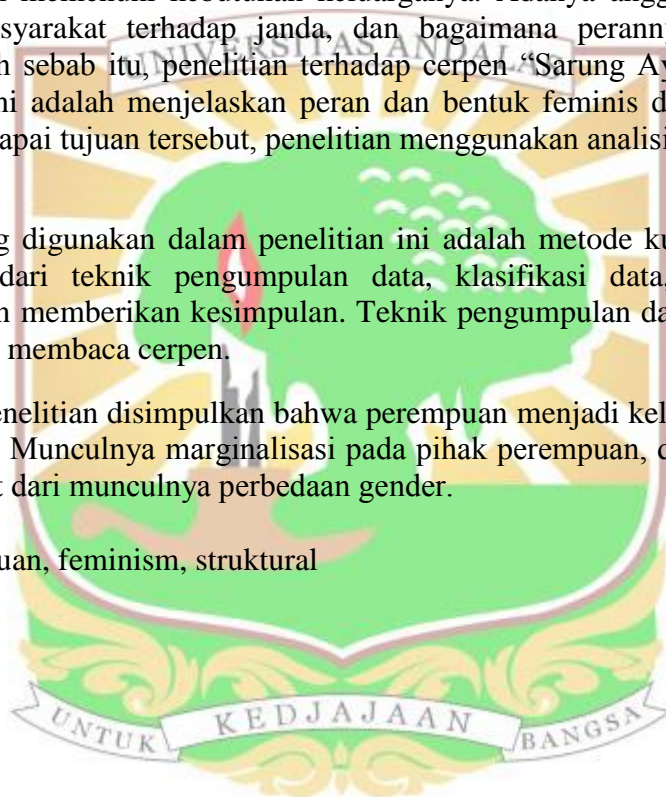 memenuhi kebutuhan keluarganya. Adanya
syarakat terhadap janda, dan bagaimana perann
UNIVERSITAS ANDALAS
h sebab itu, penelitian terhadap cerpen “Sarung Ay
ni adalah menjelaskan peran dan bentuk feminis d
apai tujuan tersebut, penelitian menggunakan analisi
g digunakan dalam penelitian ini adalah metode ku
dari teknik pengumpulan data, klasifikasi data,
n memberikan kesimpulan. Teknik pengumpulan da
membaca cerpen.
enelitian disimpulkan bahwa perempuan menjadi kel
Munculnya marginalisasi pada pihak perempuan, d
t dari munculnya perbedaan gender.
uan, feminism, struktural
UNTUK KEDJAJAAN BANGSA